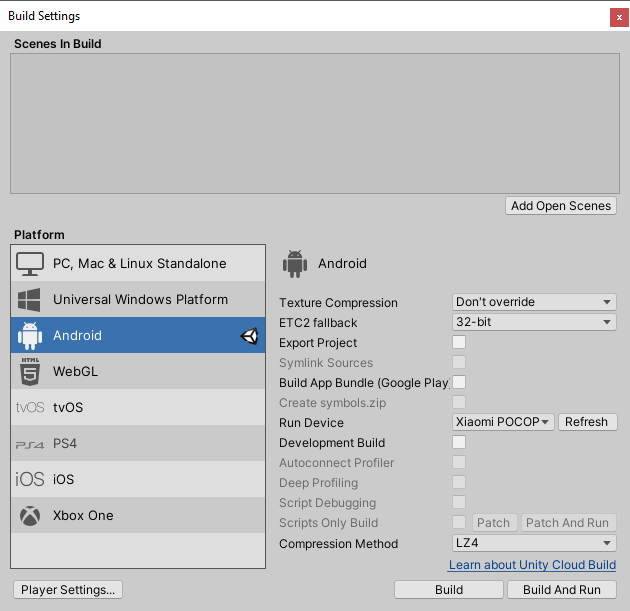 Build Settings
x
Scenes In Build
Add Open Scenes
Platform
PC, Mac & Linux Standalone
Universal Windows Platform
Android
HTML
5
WebGL
tvOS
tvOS
PS4
PS4
iOS
iOS
Xbox One
Android
Texture Compression
Don't override
ETC2 fallback
32-bit
Export Project
Symlink Sources
Build App Bundle (Google Play)
Create symbols.zip
Run Device
Xiaomi POCOP
Refresh
Development Build
Autoconnect Profiler
Deep Profiling
Script Debugging
Scripts Only Build
Patch
Patch And Run
Compression Method
LZ4
Learn about Unity Cloud Build
Player Settings...
Build
Build And Run